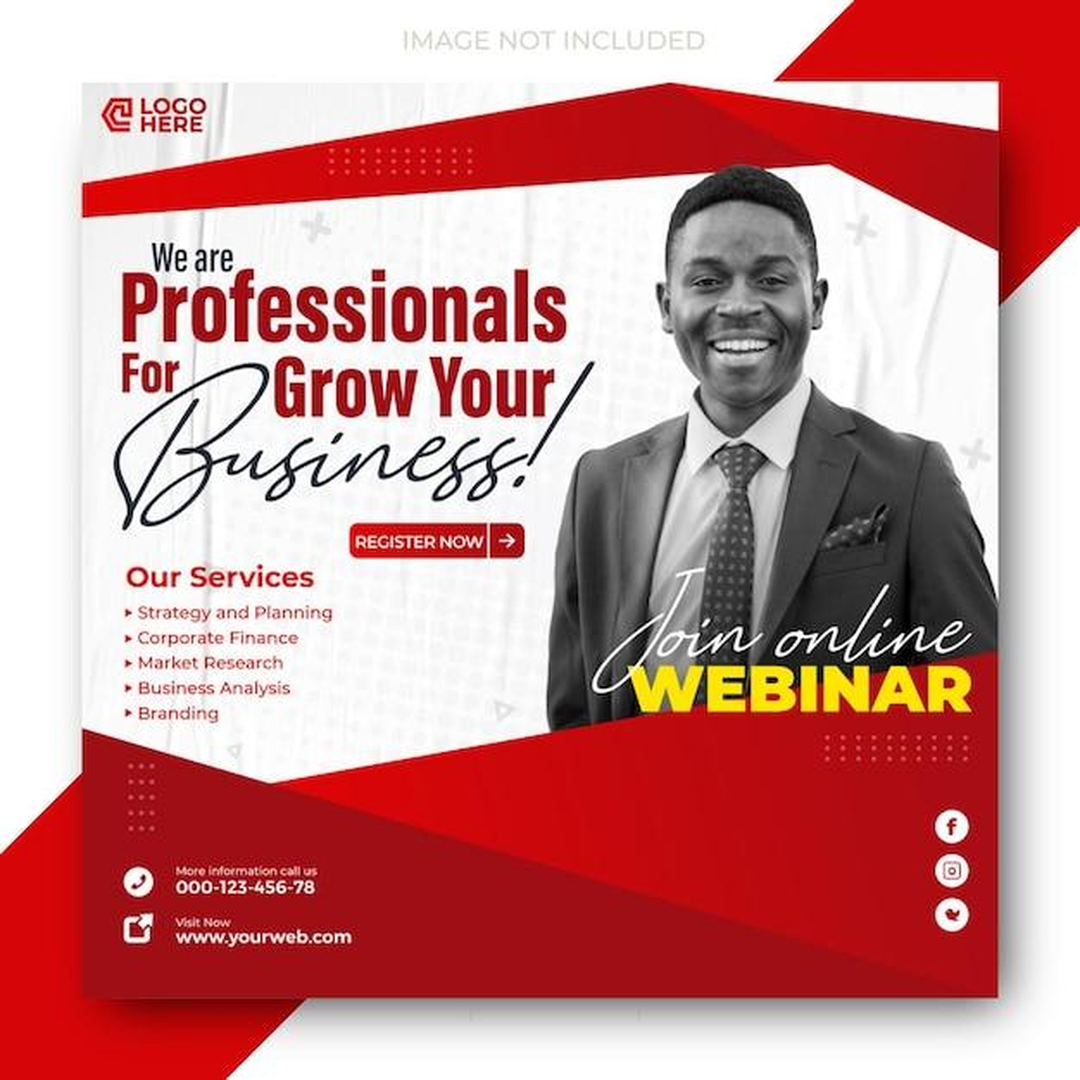 IMAGE NOT INCLUDED
LOGO
HERE
We are
Professionals
For Grow Your
Business!
REGISTER NOW
Our Services
Strategy and Planning
Corporate Finance
Market Research
Business Analysis
Branding
Join online
WEBINAR
More information call us
000-123-456-78
Visit Now
www.yourweb.com